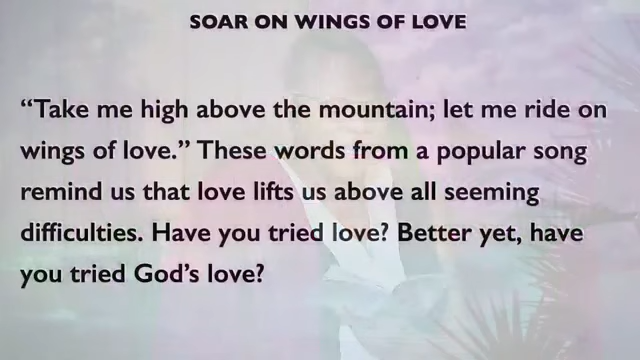 SOAR ON WINGS OF LOVE
“Take me high above the mountain; let me ride on
wings of love.” These words from a popular song
remind us that love lifts us above all seeming
difficulties. Have you tried love? Better yet, have
you tried God’s love?